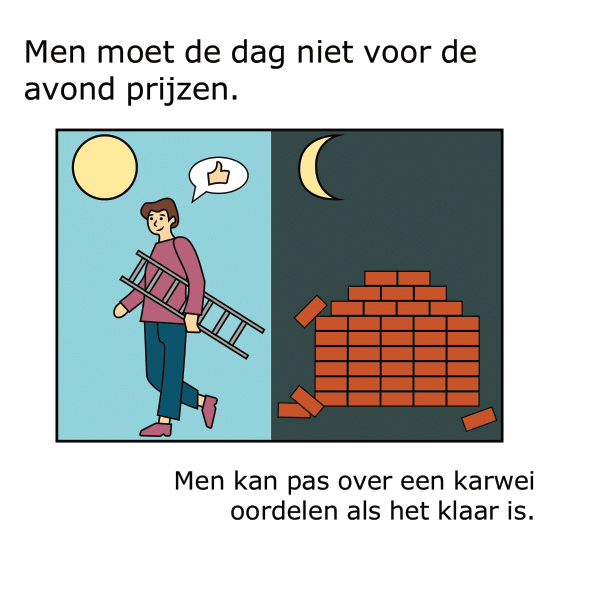 Men moet de dag niet voor de
avond prijzen.
Men kan pas over een karwei
oordelen als het klaar is.